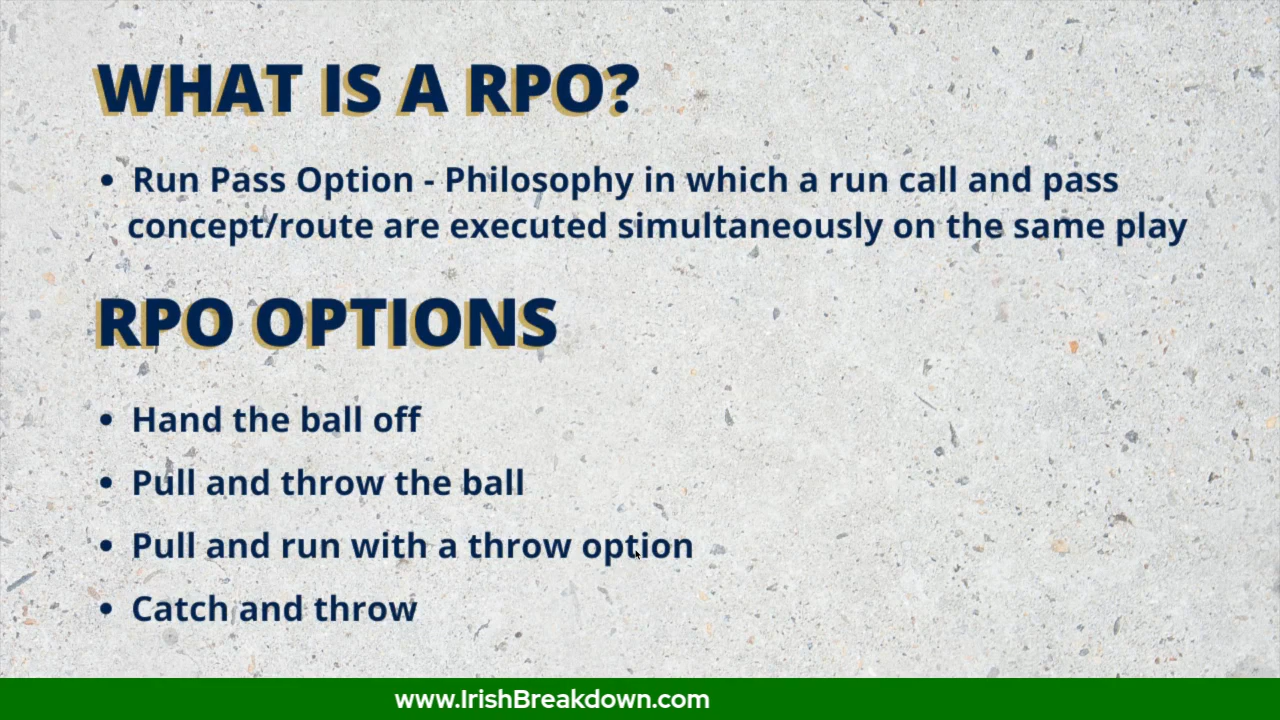 WHAT IS A RPO?
• Run Pass Option - Philosophy in which a run call and pass
concept/route are executed simultaneously on the same play
RPO OPTIONS
• Hand the ball off
• Pull and throw the ball
• Pull and run with a throw option
• Catch and throw
www.IrishBreakdown.com